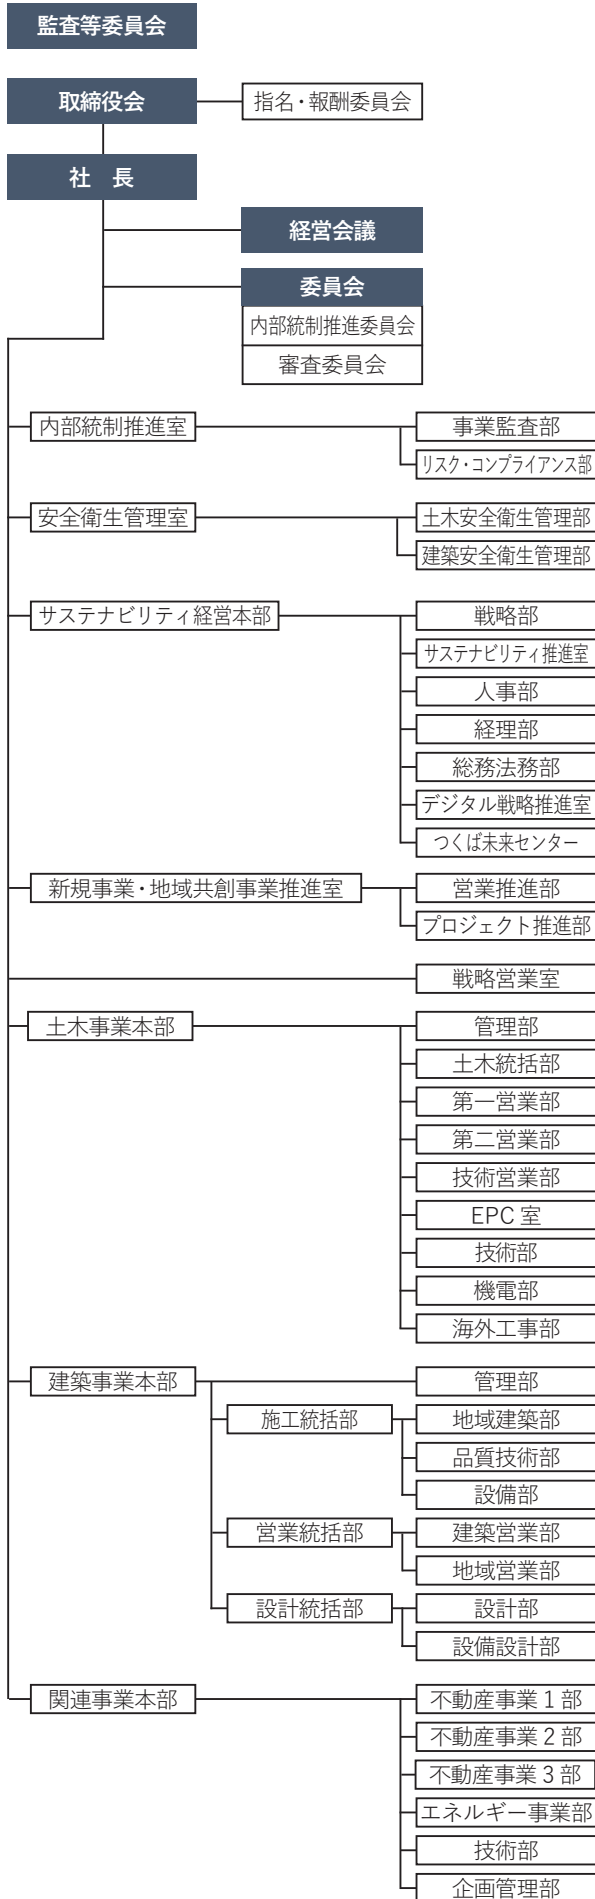 監査等委員会
取締役会
指名・報酬委員会
社　長
経営会議
委員会
内部統制推進委員会
審査委員会
内部統制推進室
事業監査部
リスク・コンプライアンス部
安全衛生管理室
土木安全衛生管理部
建築安全衛生管理部
サステナビリティ経営本部
戦略部
サステナビリティ推進室
人事部
経理部
総務法務部
デジタル戦略推進室
つくば未来センター
新規事業・地域共創事業推進室
営業推進部
プロジェクト推進部
戦略営業室
土木事業本部
管理部
土木統括部
第一営業部
第二営業部
技術営業部
EPC 室
技術部
機電部
海外工事部
建築事業本部
管理部
施工統括部
地域建築部
品質技術部
設備部
営業統括部
建築営業部
地域営業部
設計統括部
設計部
設備設計部
関連事業本部
不動産事業 1 部
不動産事業 2 部
不動産事業 3 部
エネルギー事業部
技術部
企画管理部